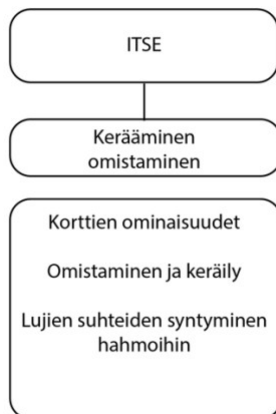 ITSE
Kerääminen
omistaminen
Korttien ominaisuudet
Omistaminen ja keräily
Lujien suhteiden syntyminen
hahmoihin